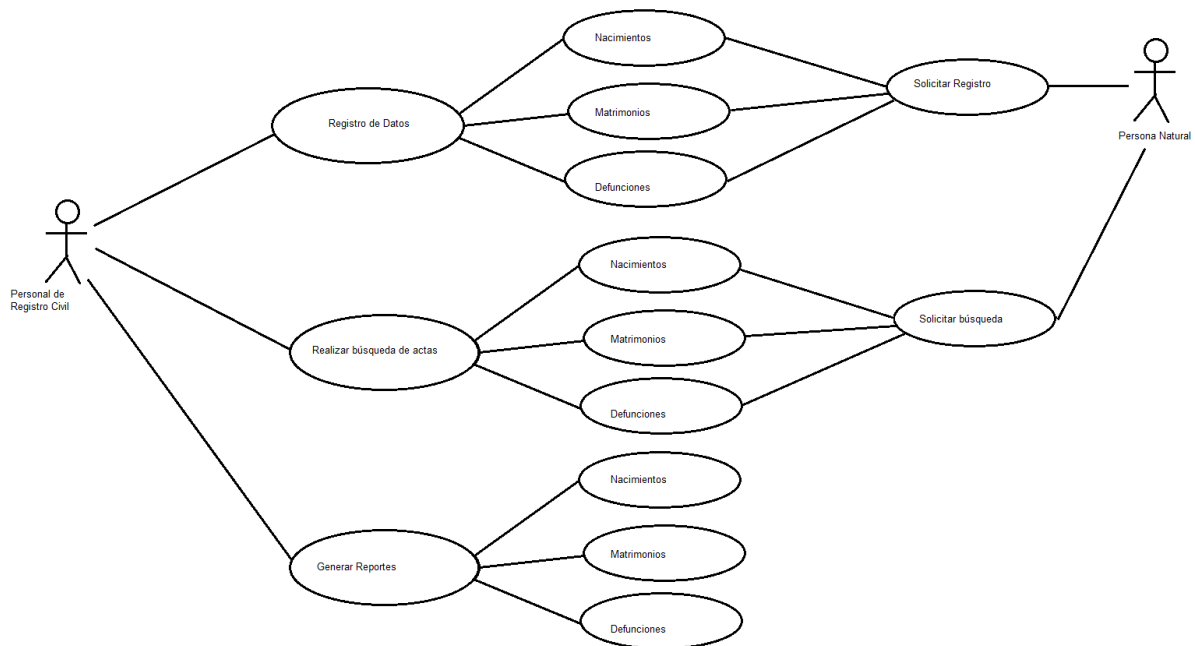 Nacimientos
Solicitar Registro
Registro de Datos
Matrimonios
Persona Natural
Defunciones
Nacimientos
Personal de
Registro Civil
Solicitar búsqueda
Matrimonios
Realizar búsqueda de actas
Defunciones
Nacimientos
Matrimonios
Generar Reportes
Defunciones